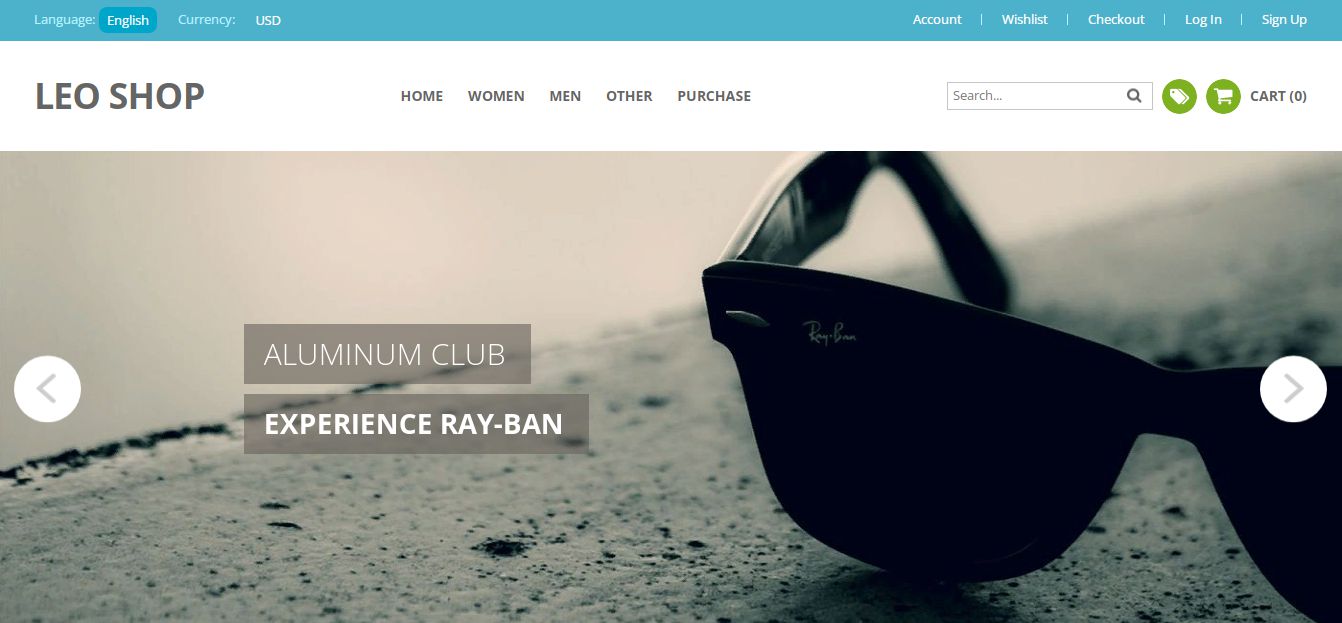 Language: English Currency: USD Account Wishlist Checkout Log In Sign Up
LEO SHOP HOME WOMEN MEN OTHER PURCHASE Search... CART (0)
Ray-Ban
ALUMINUM CLUB
EXPERIENCE RAY-BAN